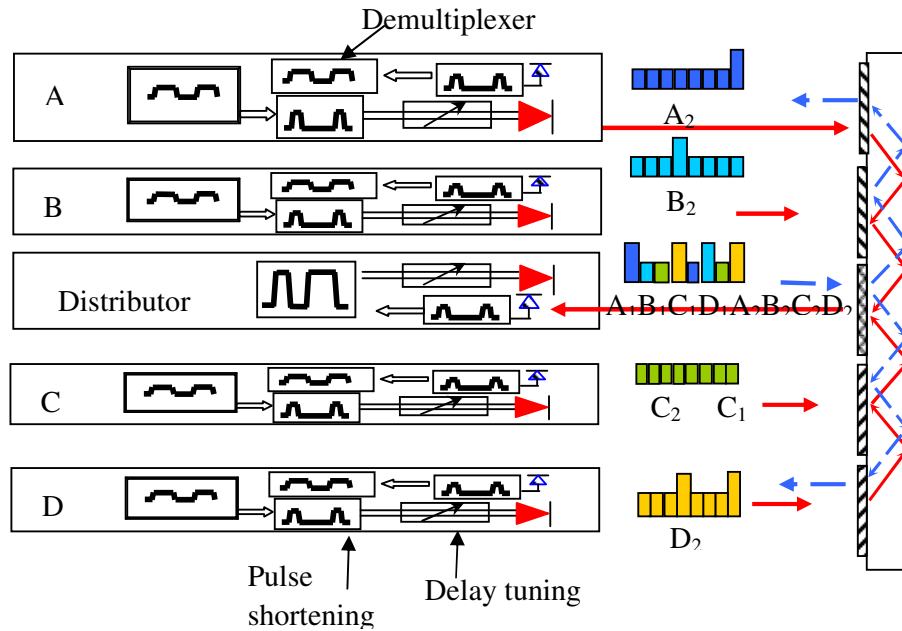 Demultiplexer
A
A₂
B
B₂
Distributor
A₁B₁C₁D₁A₂B₂C₂D₂
C
C₂ C₁
D
D₂
Pulse
shortening
Delay tuning